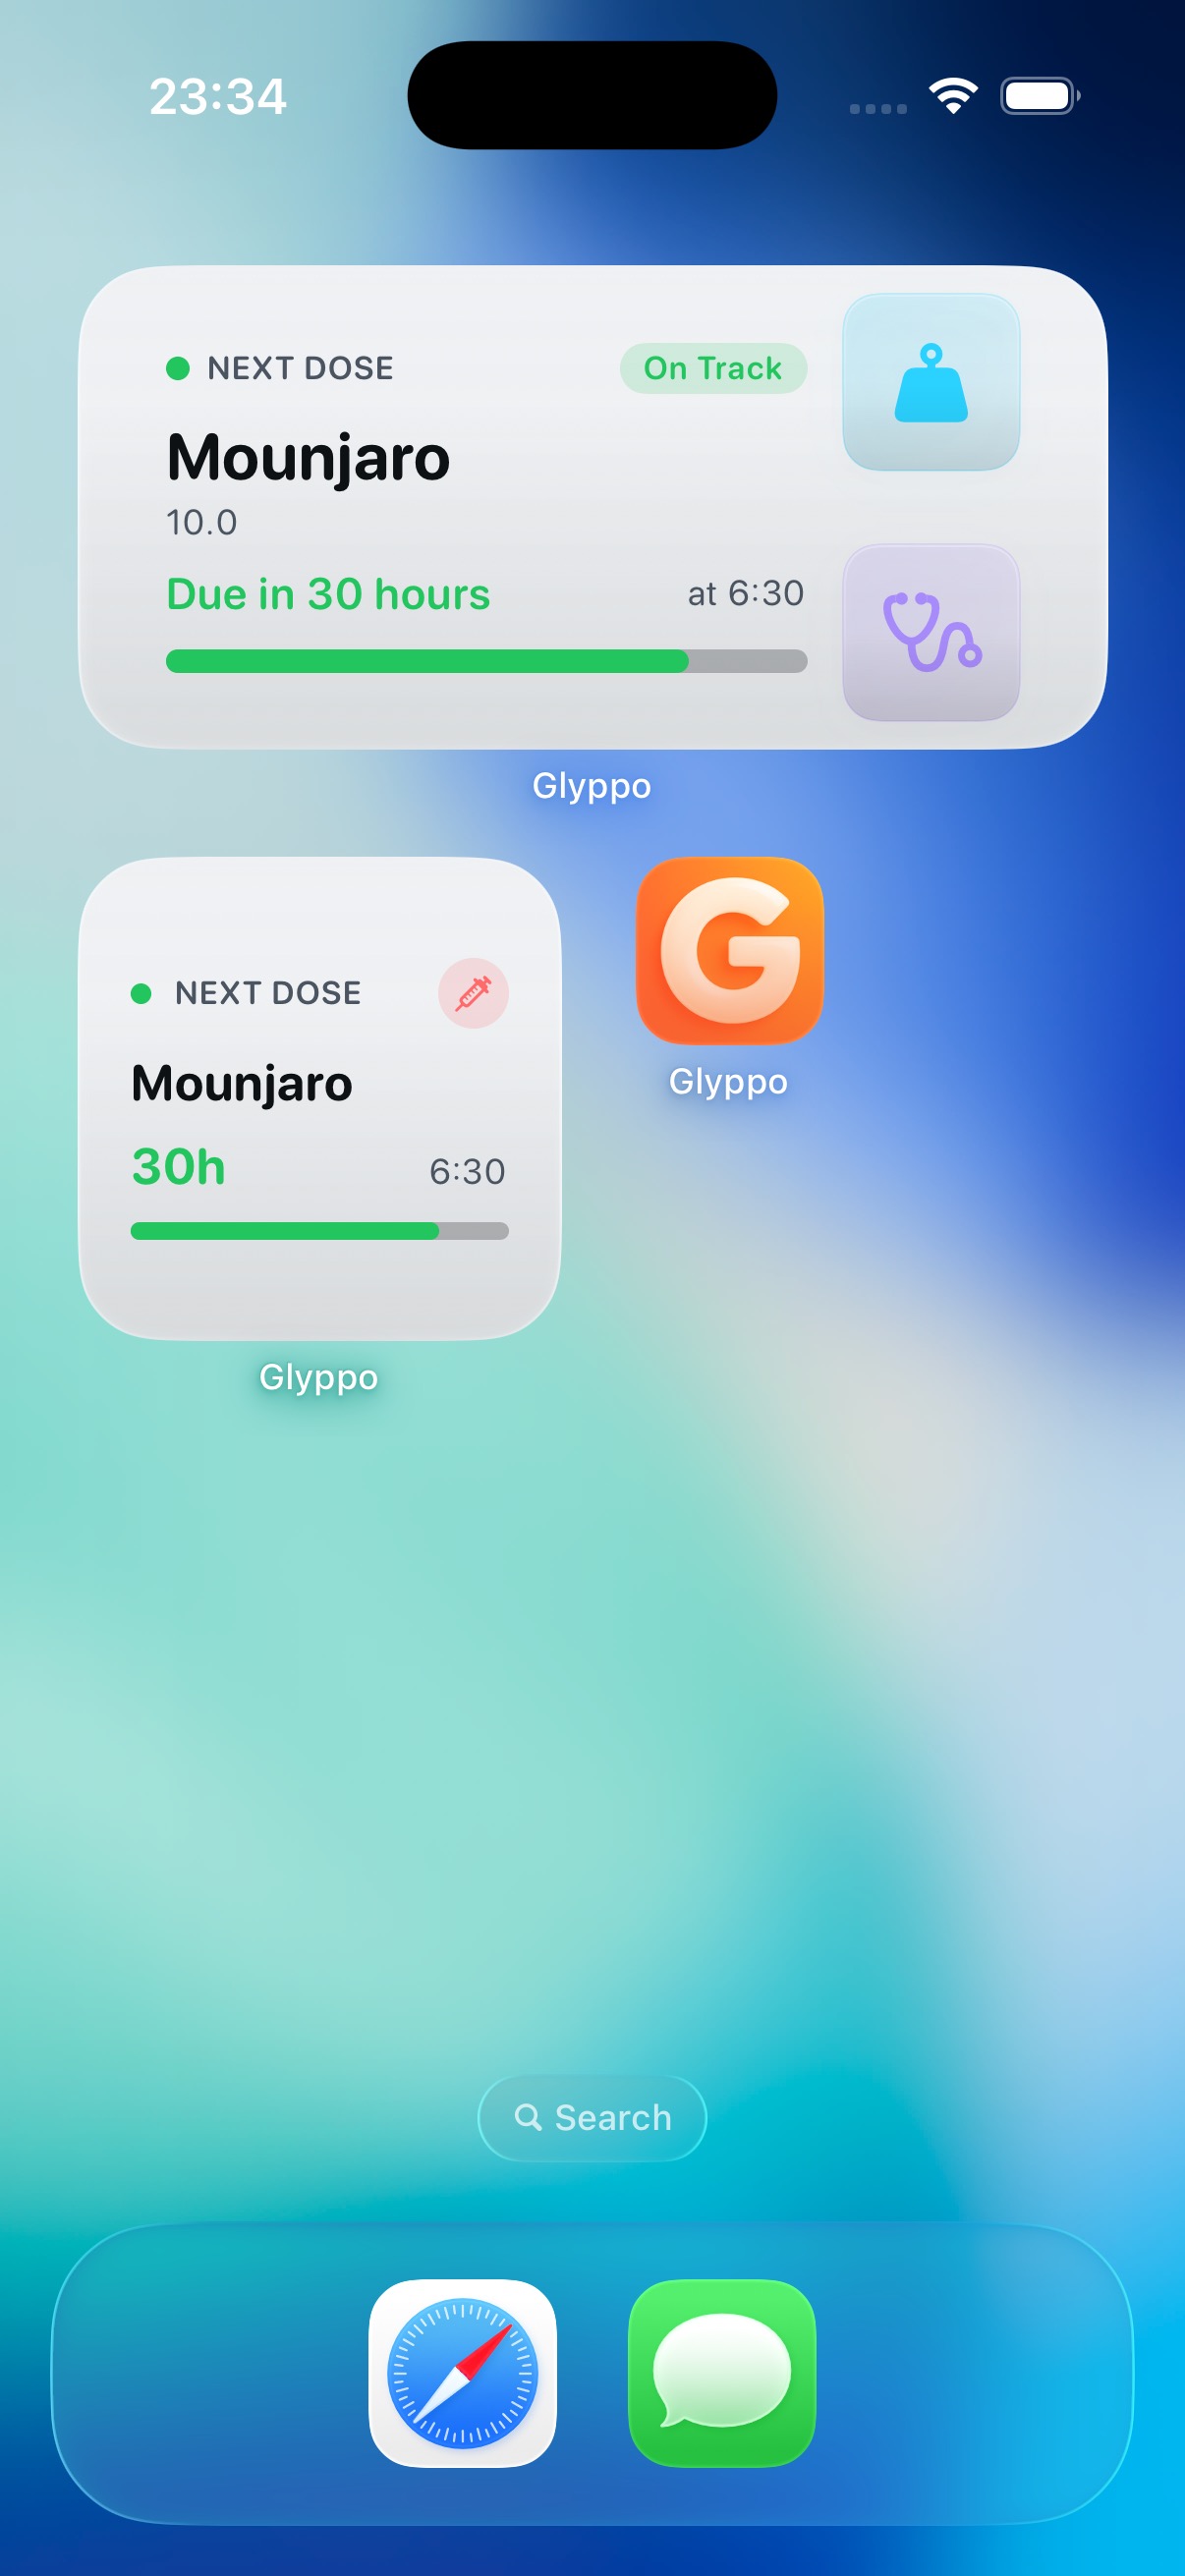 23:34
NEXT DOSE
On Track
Mounjaro
10.0
Due in 30 hours
at 6:30
Glyppo
NEXT DOSE
Mounjaro
30h
6:30
Glyppo
G
Glyppo
Search